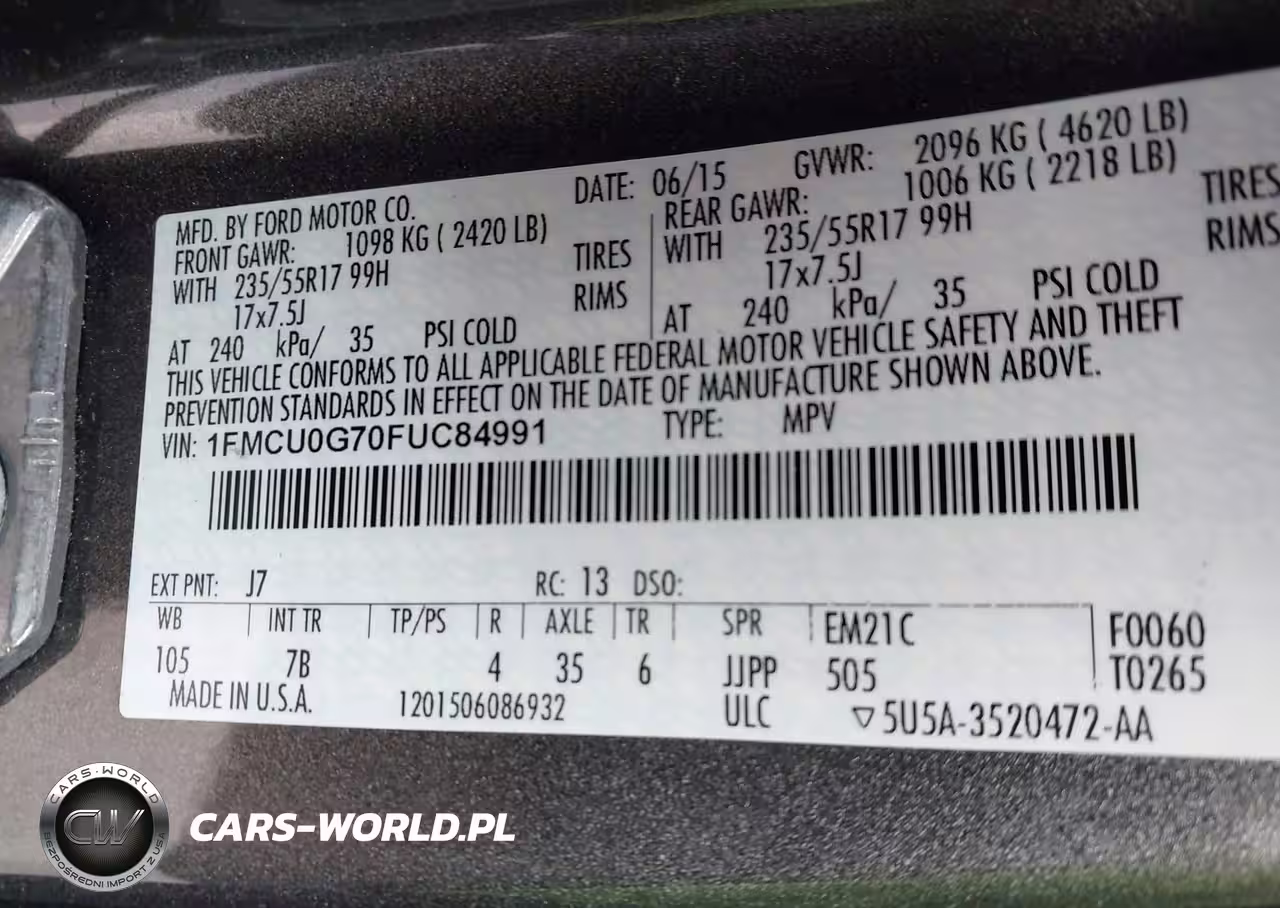 MFD. BY FORD MOTOR CO. DATE: 06/15 GVWR: 2096 KG ( 4620 LB)
FRONT GAWR: 1098 KG ( 2420 LB) REAR GAWR: 1006 KG ( 2218 LB)
WITH 235/55R17 99H TIRES WITH 235/55R17 99H TIRES
17x7.5J RIMS 17x7.5J RIMS
AT 240 kPa/ 35 PSI COLD AT 240 kPa/ 35 PSI COLD
THIS VEHICLE CONFORMS TO ALL APPLICABLE FEDERAL MOTOR VEHICLE SAFETY AND THEFT
PREVENTION STANDARDS IN EFFECT ON THE DATE OF MANUFACTURE SHOWN ABOVE.
VIN: 1FMCU0G70FUC84991 TYPE: MPV
EXT PNT: J7 RC: 13 DSO:
WB INT TR TP/PS R AXLE TR SPR EM21C F0060
105 7B 4 35 6 JJPP 505 T0265
MADE IN U.S.A. 1201506086932 ULC ▽5U5A-3520472-AA
CARS-WORLD
CW
BEZPOŚREDNI IMPORT Z USA
CARS-WORLD.PL